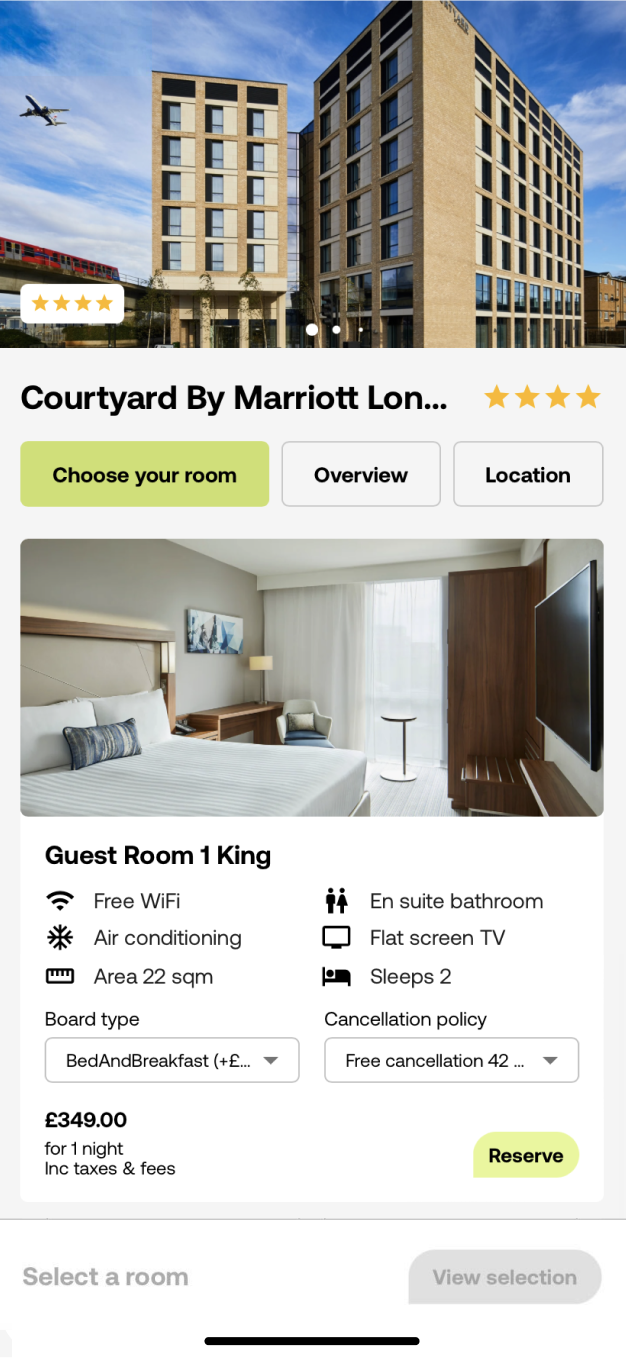 Courtyard By Marriott Lon...
Choose your room
Overview
Location
Guest Room 1 King
Free WiFi
En suite bathroom
Air conditioning
Flat screen TV
Area 22 sqm
Sleeps 2
Board type
Cancellation policy
BedAndBreakfast (+£...
Free cancellation 42 ...
£349.00
for 1 night
Inc taxes & fees
Reserve
Select a room
View selection